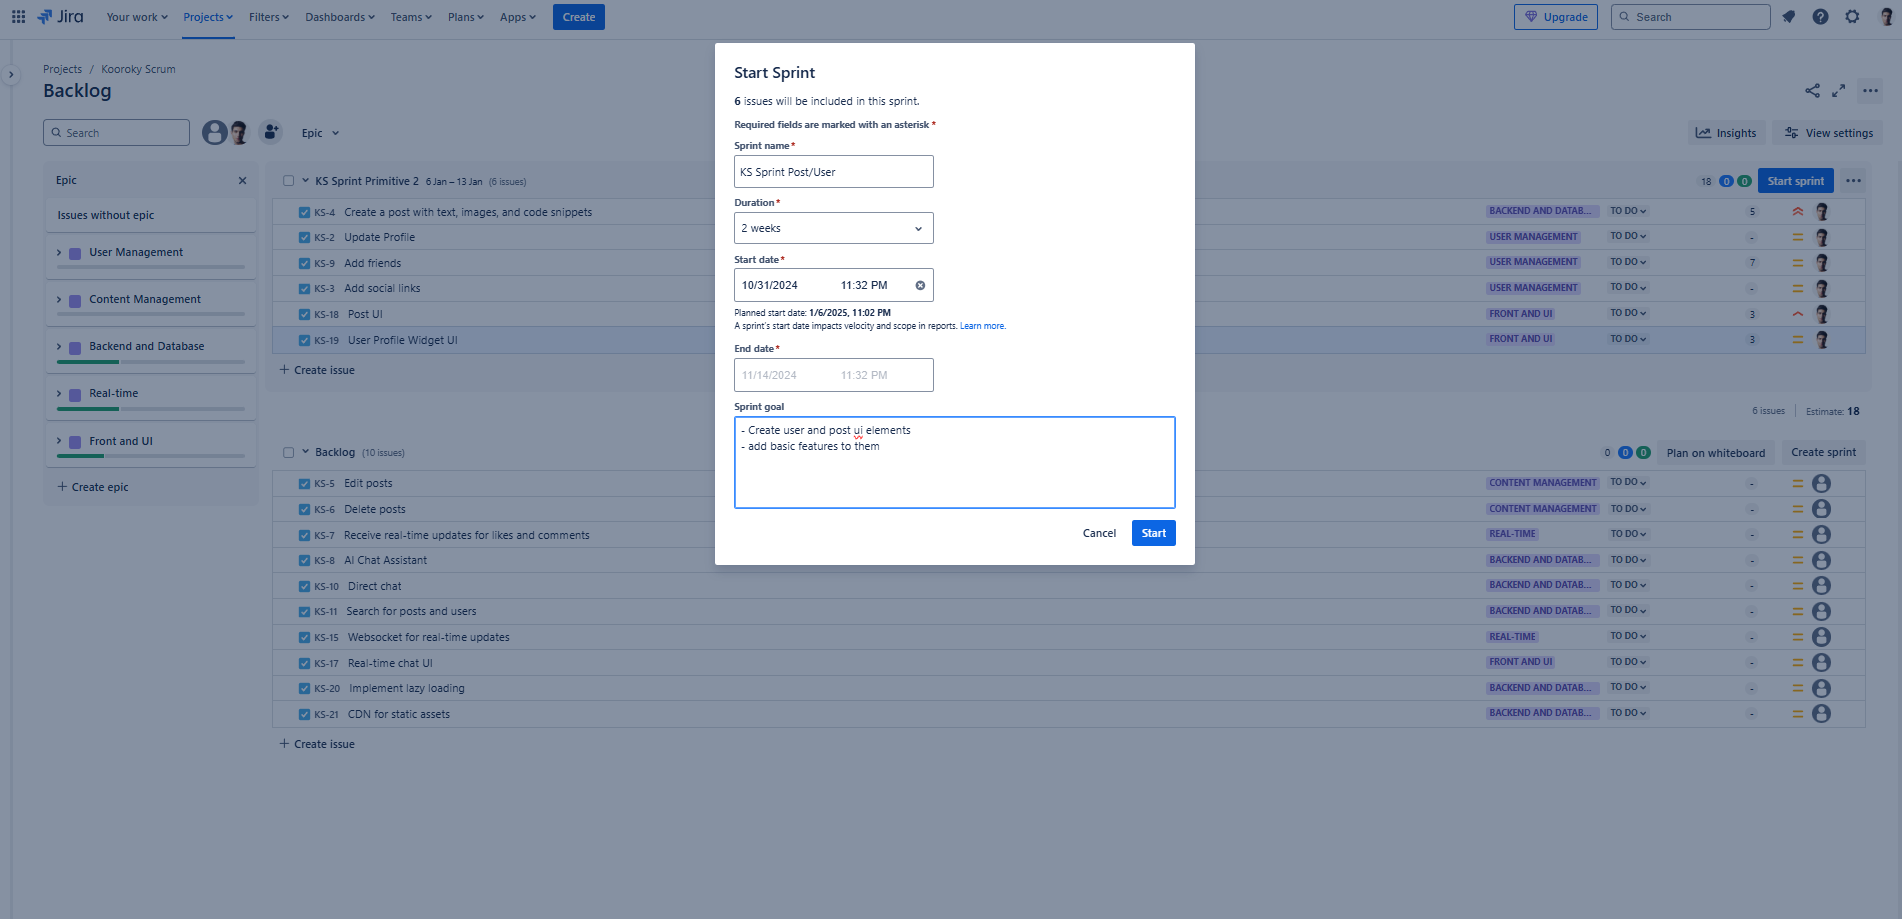 Jira
Your work
Projects
Filters
Dashboards
Teams
Plans
Apps
Create
Upgrade
Search
Projects / Kooroky Scrum
Backlog
Search
Epic
Insights
View settings
Epic
Issues without epic
User Management
Content Management
Backend and Database
Real-time
Front and UI
+ Create epic
KS Sprint Primitive 2 6 Jan – 13 Jan (6 issues)
18 0 0 Start sprint
KS-4 Create a post with text, images, and code snippets BACKEND AND DATAB... TO DO 5
KS-2 Update Profile USER MANAGEMENT TO DO -
KS-9 Add friends USER MANAGEMENT TO DO 7
KS-3 Add social links USER MANAGEMENT TO DO -
KS-18 Post UI FRONT AND UI TO DO 3
KS-19 User Profile Widget UI FRONT AND UI TO DO 3
+ Create issue
6 issues Estimate: 18
Backlog (10 issues)
0 0 0 Plan on whiteboard Create sprint
KS-5 Edit posts CONTENT MANAGEMENT TO DO -
KS-6 Delete posts CONTENT MANAGEMENT TO DO -
KS-7 Receive real-time updates for likes and comments REAL-TIME TO DO -
KS-8 AI Chat Assistant BACKEND AND DATAB... TO DO -
KS-10 Direct chat BACKEND AND DATAB... TO DO -
KS-11 Search for posts and users BACKEND AND DATAB... TO DO -
KS-15 Websocket for real-time updates REAL-TIME TO DO -
KS-17 Real-time chat UI FRONT AND UI TO DO -
KS-20 Implement lazy loading BACKEND AND DATAB... TO DO -
KS-21 CDN for static assets BACKEND AND DATAB... TO DO -
+ Create issue
Start Sprint
6 issues will be included in this sprint.
Required fields are marked with an asterisk *
Sprint name*
KS Sprint Post/User
Duration*
2 weeks
Start date*
10/31/2024 11:32 PM
Planned start date: 1/6/2025, 11:02 PM
A sprint's start date impacts velocity and scope in reports. Learn more.
End date*
11/14/2024 11:32 PM
Sprint goal
- Create user and post ui elements
- add basic features to them
Cancel
Start